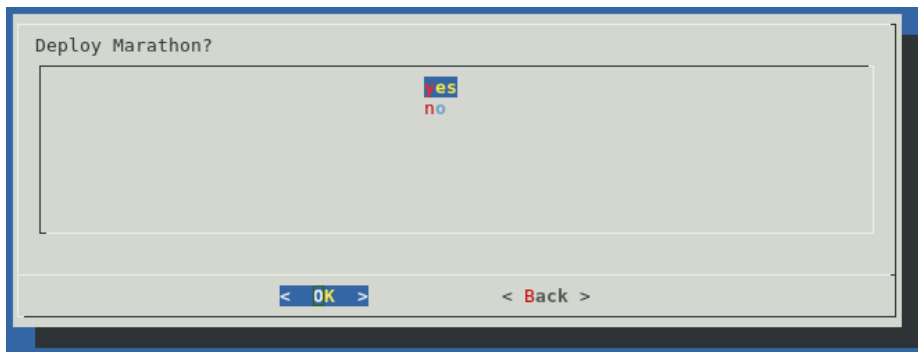 Deploy Marathon?
yes
no
< OK > < Back >